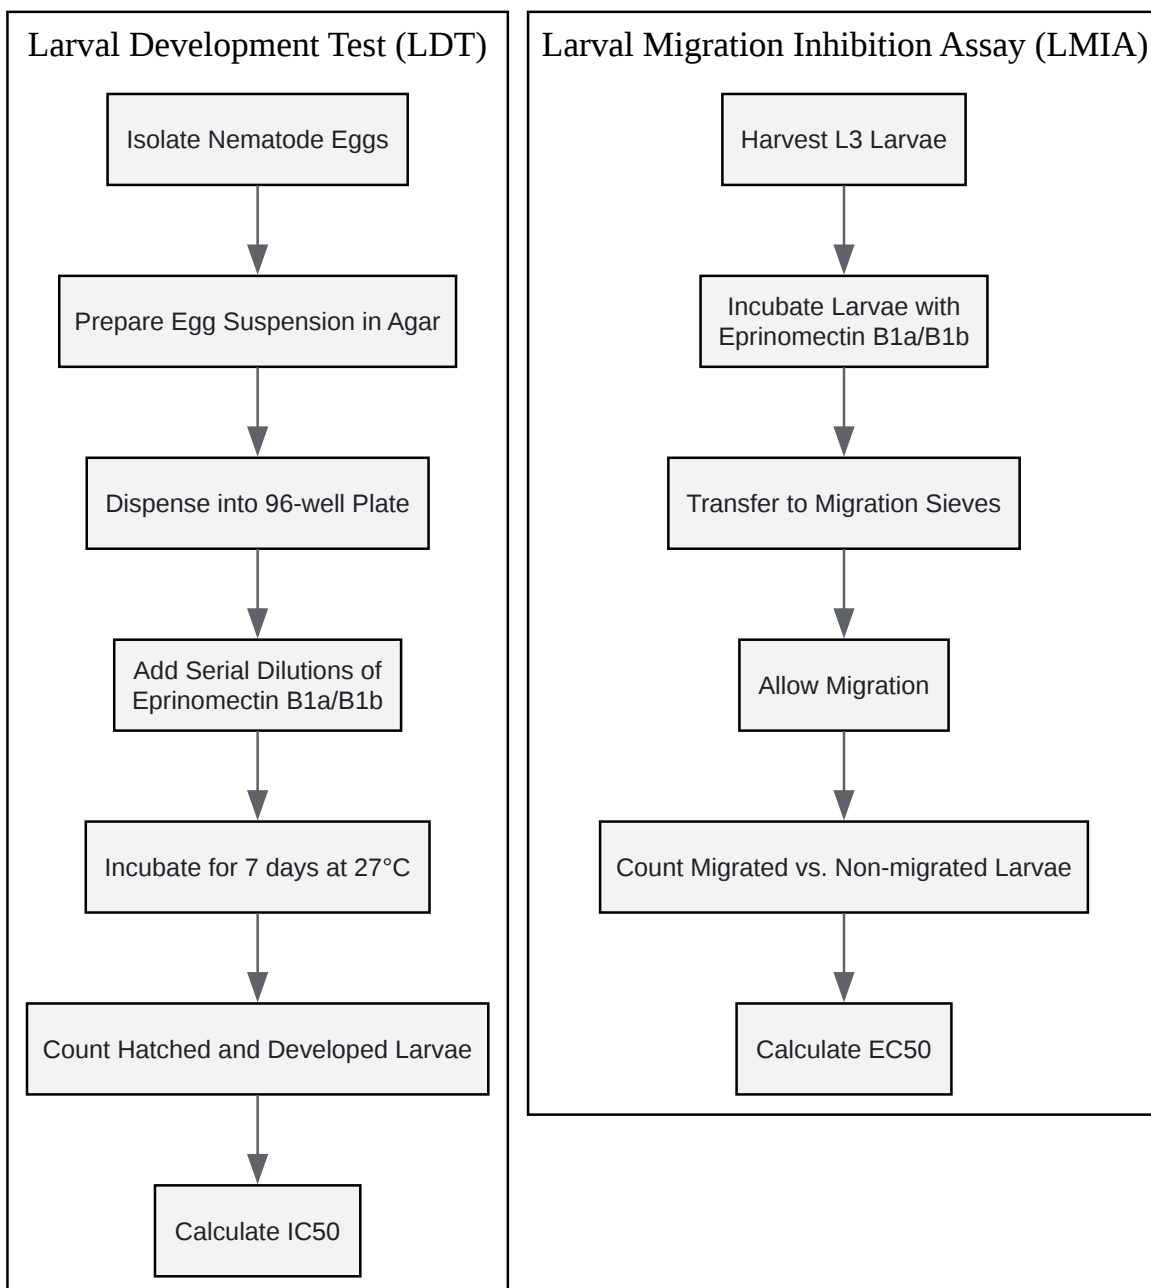 Larval Development Test (LDT)
Isolate Nematode Eggs
Prepare Egg Suspension in Agar
Dispense into 96-well Plate
Add Serial Dilutions of
Eprinomectin B1a/B1b
Incubate for 7 days at 27°C
Count Hatched and Developed Larvae
Calculate IC50
Larval Migration Inhibition Assay (LMIA)
Harvest L3 Larvae
Incubate Larvae with
Eprinomectin B1a/B1b
Transfer to Migration Sieves
Allow Migration
Count Migrated vs. Non-migrated Larvae
Calculate EC50